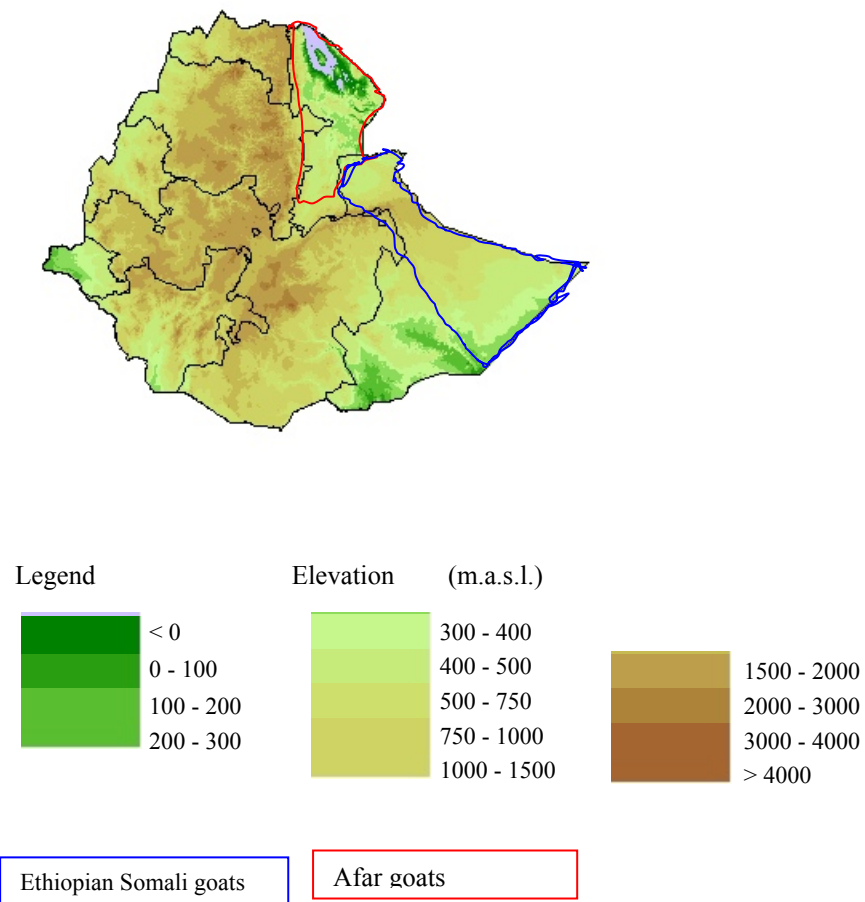 Legend
Elevation (m.a.s.l.)
< 0
0 - 100
100 - 200
200 - 300
300 - 400
400 - 500
500 - 750
750 - 1000
1000 - 1500
1500 - 2000
2000 - 3000
3000 - 4000
> 4000
Ethiopian Somali goats
Afar goats